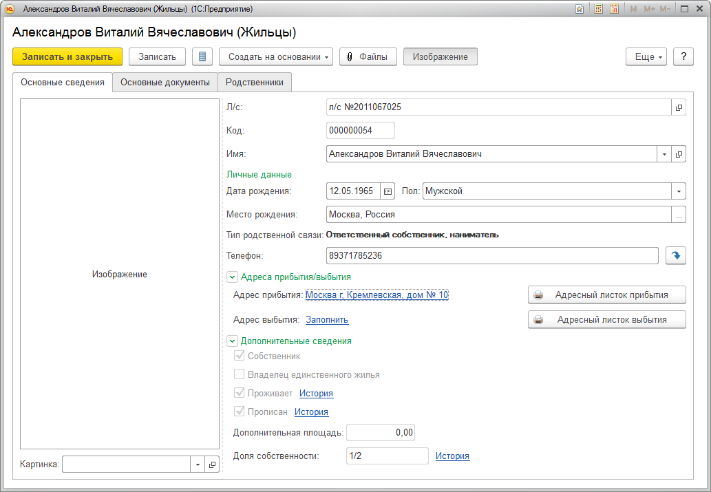 Александров Виталий Вячеславович (Жильцы) (1С:Предприятие)
M M+ M-
Александров Виталий Вячеславович (Жильцы)
Записать и закрыть Записать Создать на основании Файлы Изображение Еще ?
Основные сведения Основные документы Родственники
Л/с: л/с №2011067025
Код: 000000054
Имя: Александров Виталий Вячеславович
Личные данные
Дата рождения: 12.05.1965 Пол: Мужской
Место рождения: Москва, Россия ...
Тип родственной связи: Ответственный собственник, наниматель
Телефон: 89371785236
Изображение
Адреса прибытия/выбытия
Адрес прибытия: Москва г, Кремлевская, дом № 10 Адресный листок прибытия
Адрес выбытия: Заполнить Адресный листок выбытия
Дополнительные сведения
Собственник
Владелец единственного жилья
Проживает История
Прописан История
Дополнительная площадь: 0,00
Доля собственности: 1/2 История
Картинка: